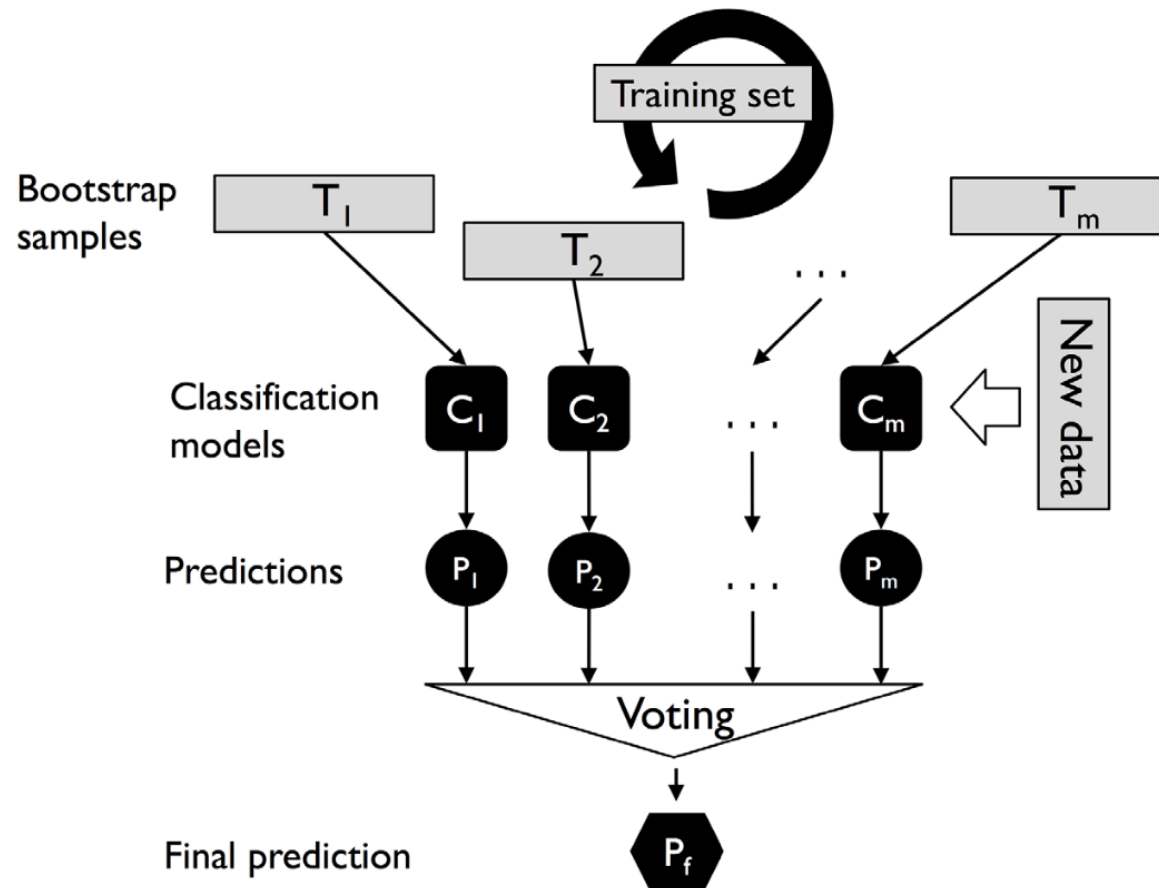 Training set
Bootstrap
samples
T₁
T₂
. . .
Tₘ
New data
Classification
models
C₁
C₂
. . .
Cₘ
Predictions
P₁
P₂
. . .
Pₘ
Voting
Final prediction
P_f